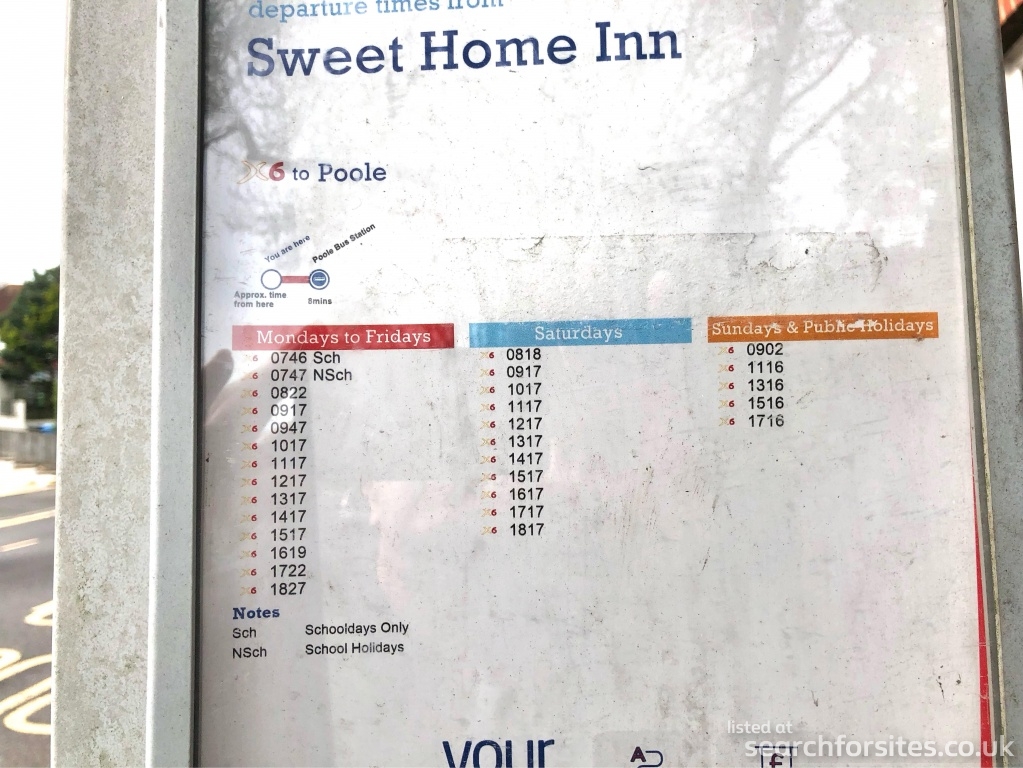 departure times from
Sweet Home Inn
X6 to Poole
You are here
Poole Bus Station
Approx. time
from here
8mins
Mondays to Fridays
X6 0746 Sch
X6 0747 NSch
X6 0822
X6 0917
X6 0947
X6 1017
X6 1117
X6 1217
X6 1317
X6 1417
X6 1517
X6 1619
X6 1722
X6 1827
Saturdays
X6 0818
X6 0917
X6 1017
X6 1117
X6 1217
X6 1317
X6 1417
X6 1517
X6 1617
X6 1717
X6 1817
Sundays & Public Holidays
X6 0902
X6 1116
X6 1316
X6 1516
X6 1716
Notes
Sch Schooldays Only
NSch School Holidays
your
listed at
searchforsites.co.uk